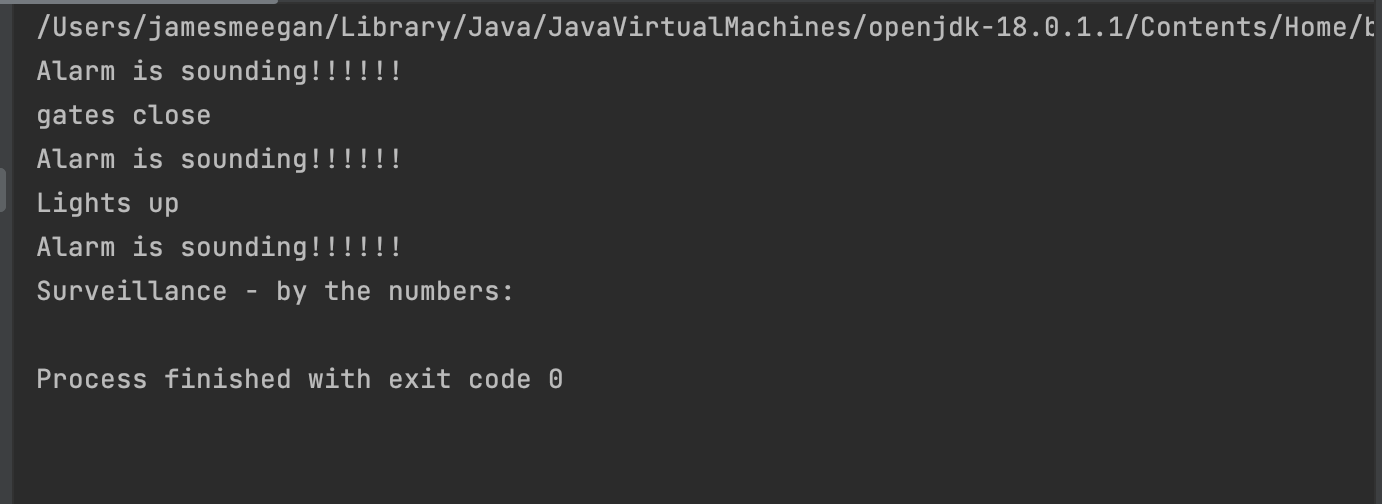 /Users/jamesmeegan/Library/Java/JavaVirtualMachines/openjdk-18.0.1.1/Contents/Home/b
Alarm is sounding!!!!!!
gates close
Alarm is sounding!!!!!!
Lights up
Alarm is sounding!!!!!!
Surveillance - by the numbers:
Process finished with exit code 0